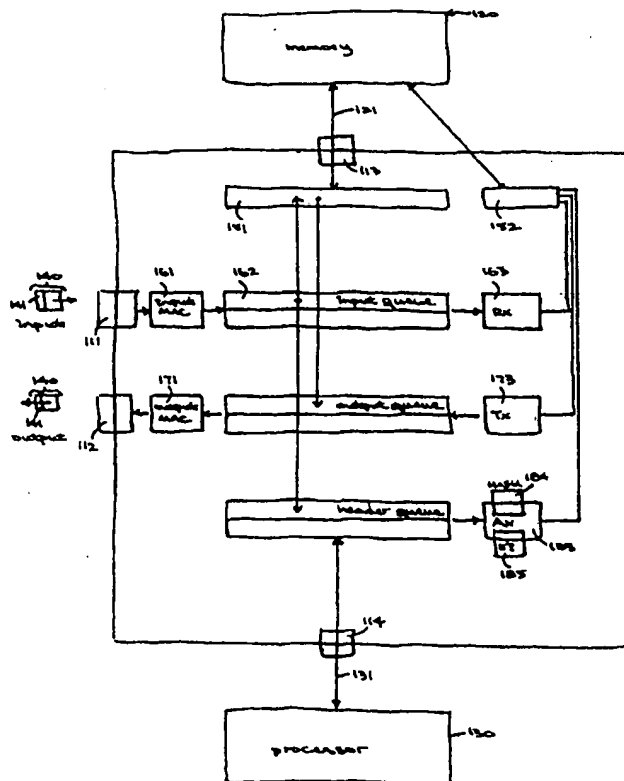 120
memory
121
113
151
152
140
141
inputs
111
161
input
MAC
162
input queue
163
RX
140
141
output
112
171
output
MAC
output queue
173
TX
header queue
184
AN
183
185
114
131
130
processor